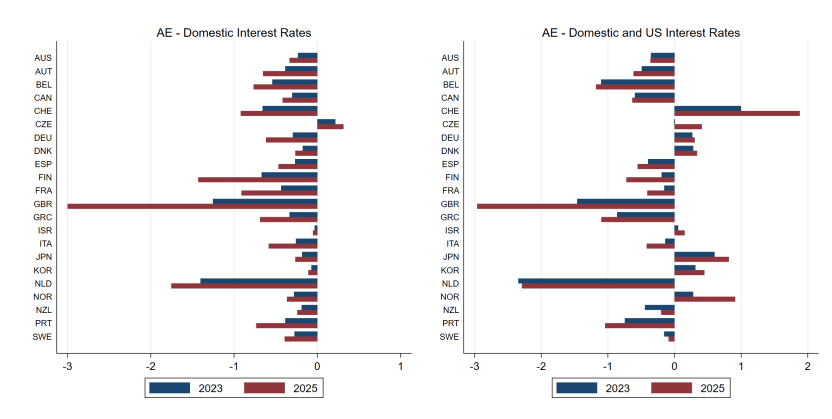 AE - Domestic Interest Rates
AUS
AUT
BEL
CAN
CHE
CZE
DEU
DNK
ESP
FIN
FRA
GBR
GRC
ISR
ITA
JPN
KOR
NLD
NOR
NZL
PRT
SWE
-3 -2 -1 0 1
2023 2025
AE - Domestic and US Interest Rates
AUS
AUT
BEL
CAN
CHE
CZE
DEU
DNK
ESP
FIN
FRA
GBR
GRC
ISR
ITA
JPN
KOR
NLD
NOR
NZL
PRT
SWE
-3 -2 -1 0 1 2
2023 2025